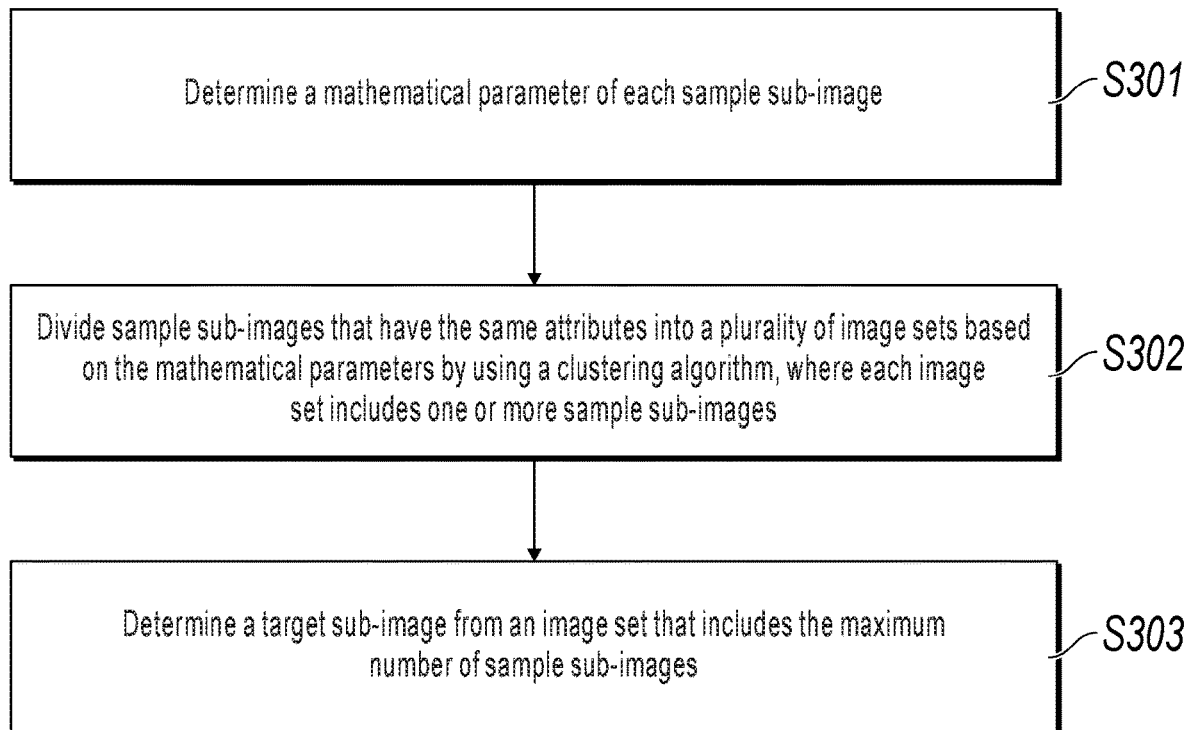 Determine a mathematical parameter of each sample sub-image
S301
Divide sample sub-images that have the same attributes into a plurality of image sets based
on the mathematical parameters by using a clustering algorithm, where each image
set includes one or more sample sub-images
S302
Determine a target sub-image from an image set that includes the maximum
number of sample sub-images
S303